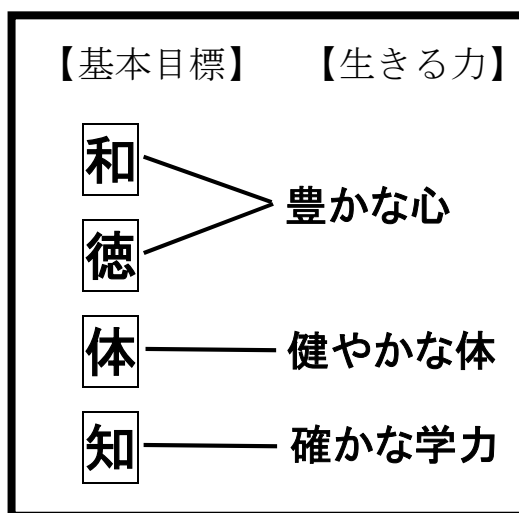 【基本目標】 【生きる力】
和
徳
豊かな心
体 健やかな体
知 確かな学力